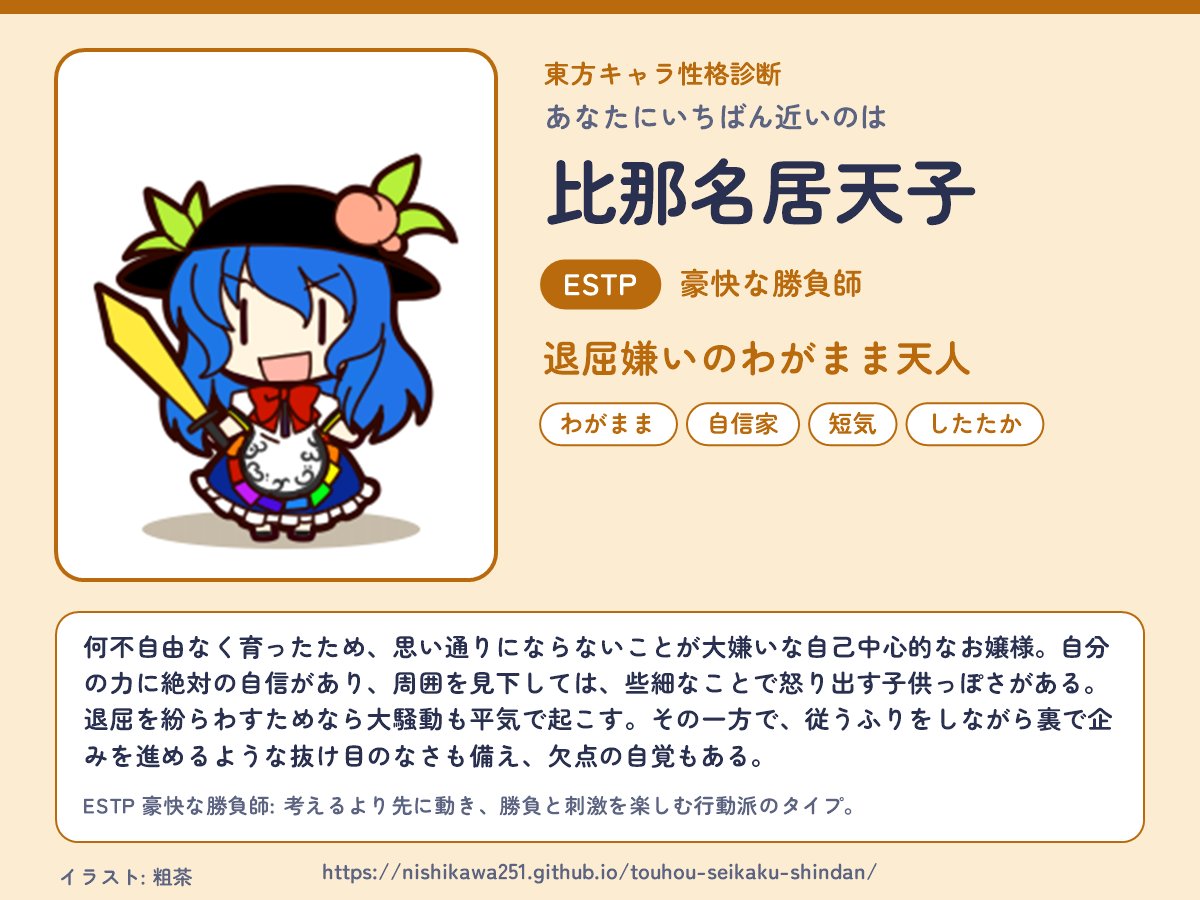 東方キャラ性格診断
あなたにいちばん近いのは
比那名居天子
ESTP 豪快な勝負師
退屈嫌いのわがまま天人
わがまま 自信家 短気 したたか
何不自由なく育ったため、思い通りにならないことが大嫌いな自己中心的なお嬢様。自分
の力に絶対の自信があり、周囲を見下しては、些細なことで怒り出す子供っぽさがある。
退屈を紛らわすためなら大騒動も平気で起こす。その一方で、従うふりをしながら裏で企
みを進めるような抜け目のなさも備え、欠点の自覚もある。
ESTP 豪快な勝負師: 考えるより先に動き、勝負と刺激を楽しむ行動派のタイプ。
イラスト: 粗茶
https://nishikawa251.github.io/touhou-seikaku-shindan/